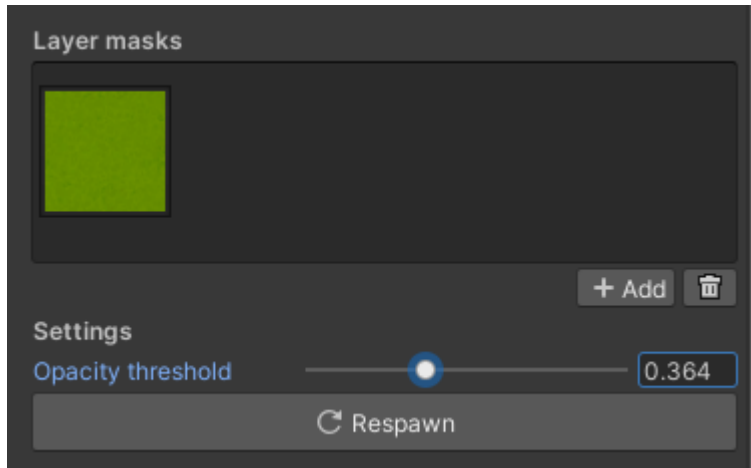 Layer masks
+ Add
Settings
Opacity threshold 0.364
Respawn